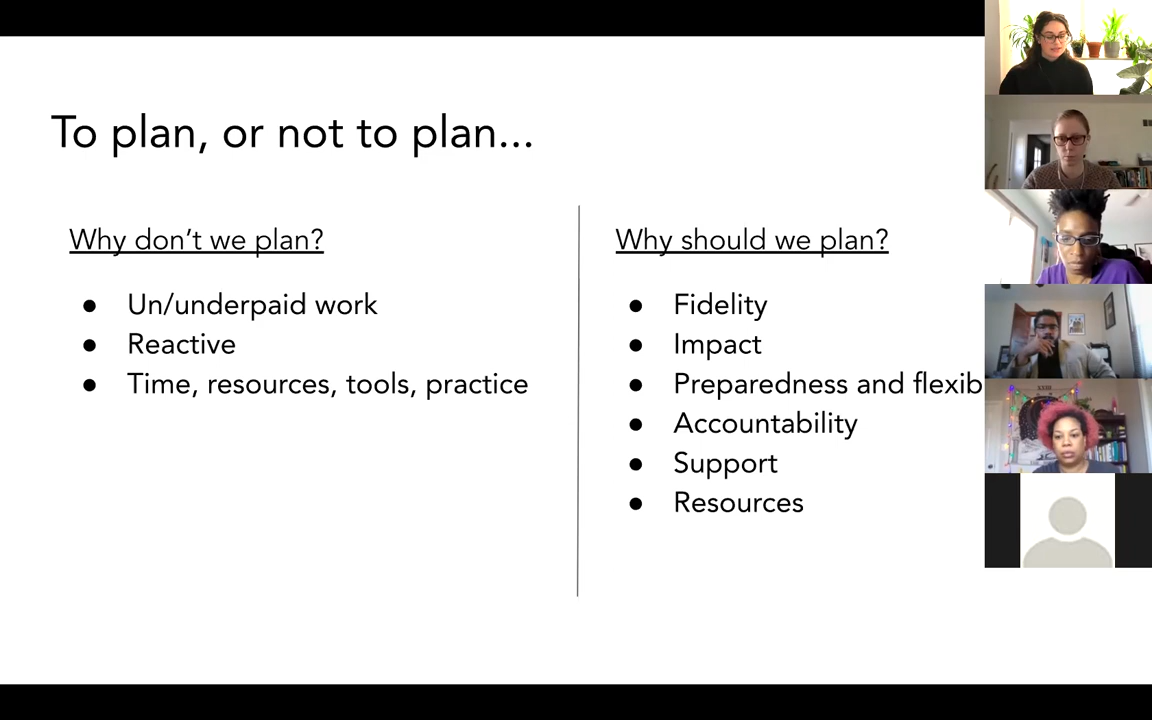 To plan, or not to plan...
Why don't we plan?
● Un/underpaid work
● Reactive
● Time, resources, tools, practice
Why should we plan?
● Fidelity
● Impact
● Preparedness and flexib
● Accountability
● Support
● Resources